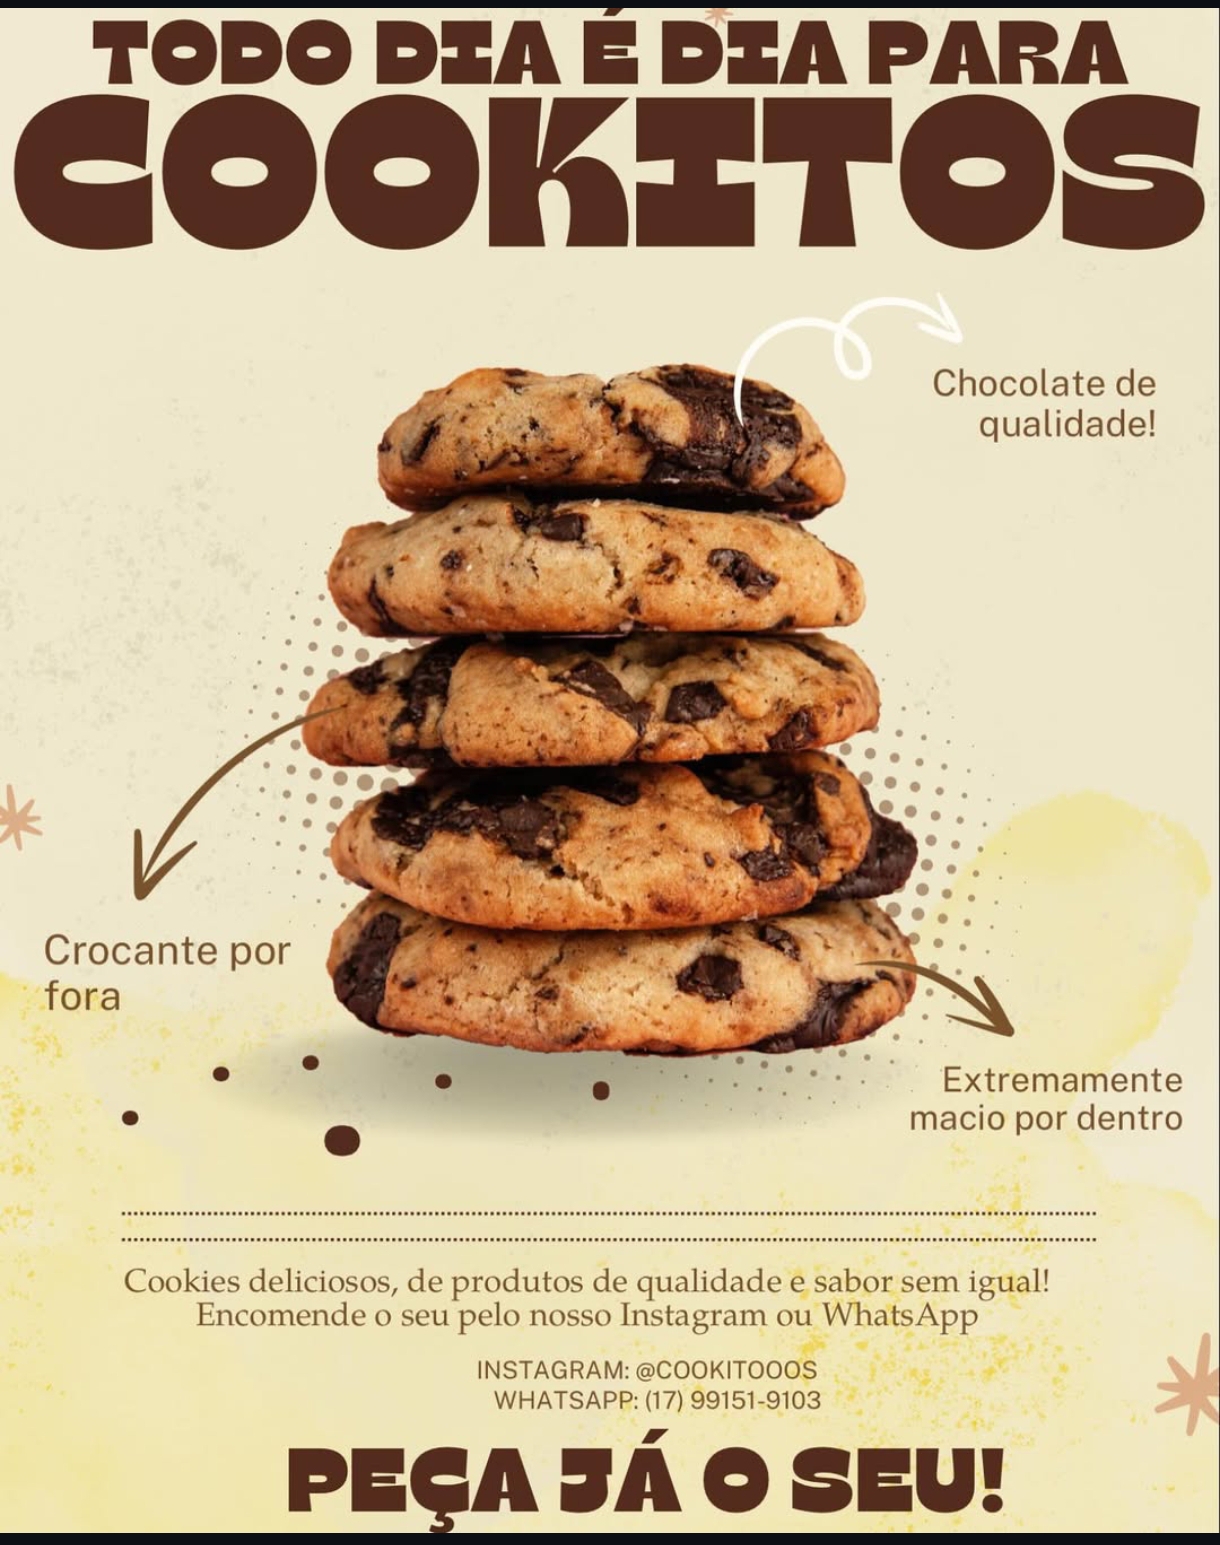 TODO DIA É DIA PARA
COOKITOS
Chocolate de
qualidade!
Crocante por
fora
Extremamente
macio por dentro
Cookies deliciosos, de produtos de qualidade e sabor sem igual!
Encomende o seu pelo nosso Instagram ou WhatsApp
INSTAGRAM: @COOKITOOOS
WHATSAPP: (17) 99151-9103
PEÇA JÁ O SEU!